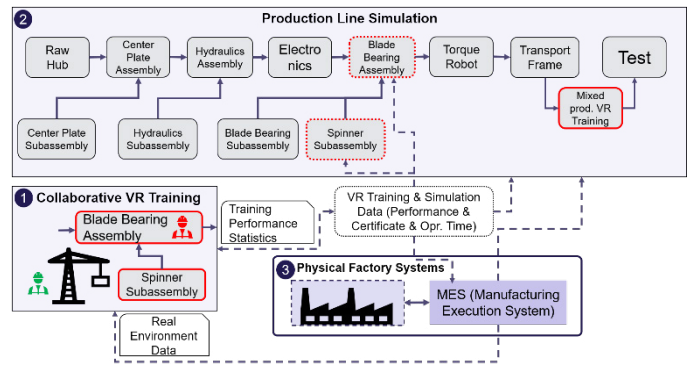 2
Production Line Simulation
Raw
Hub
Center
Plate
Assembly
Hydraulics
Assembly
Electro
nics
Blade
Bearing
Assembly
Torque
Robot
Transport
Frame
Test
Mixed
prod. VR
Training
Center Plate
Subassembly
Hydraulics
Subassembly
Blade Bearing
Subassembly
Spinner
Subassembly
1
Collaborative VR Training
Blade Bearing
Assembly
Spinner
Subassembly
Training
Performance
Statistics
VR Training & Simulation
Data (Performance &
Certificate & Opr. Time)
3
Physical Factory Systems
MES (Manufacturing
Execution System)
Real
Environment
Data